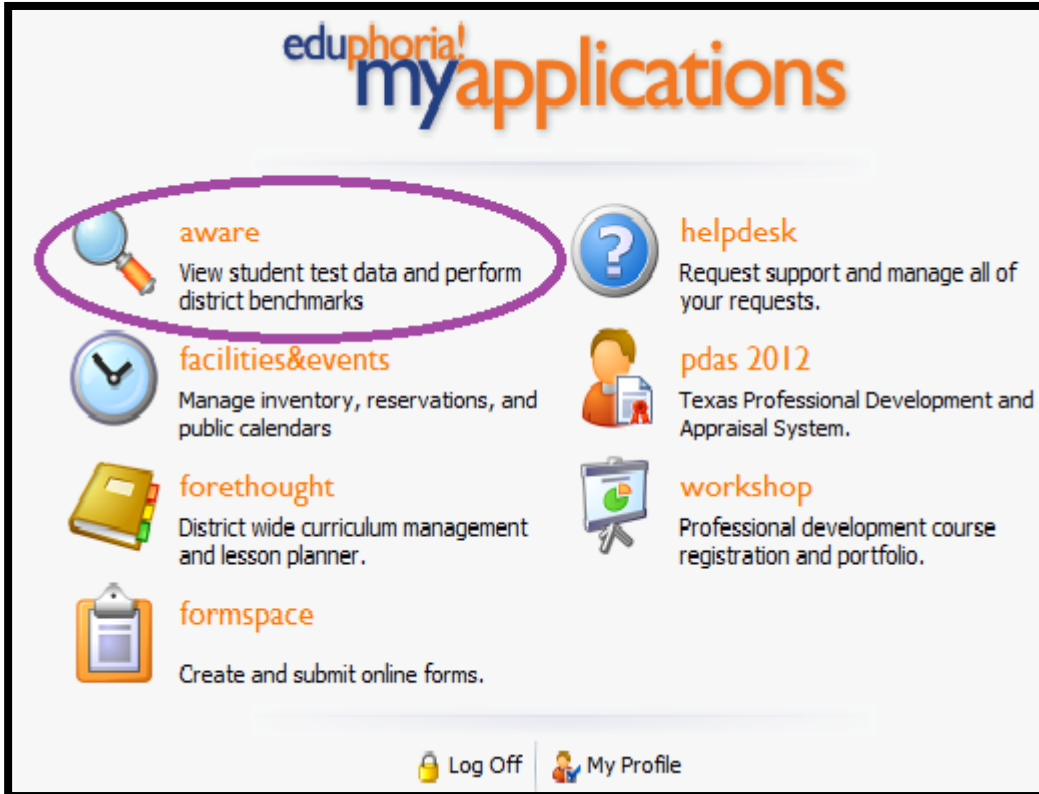 eduphoria!
myapplications
aware
View student test data and perform
district benchmarks
facilities&events
Manage inventory, reservations, and
public calendars
forethought
District wide curriculum management
and lesson planner.
formspace
Create and submit online forms.
helpdesk
Request support and manage all of
your requests.
pdas 2012
Texas Professional Development and
Appraisal System.
workshop
Professional development course
registration and portfolio.
Log Off
My Profile